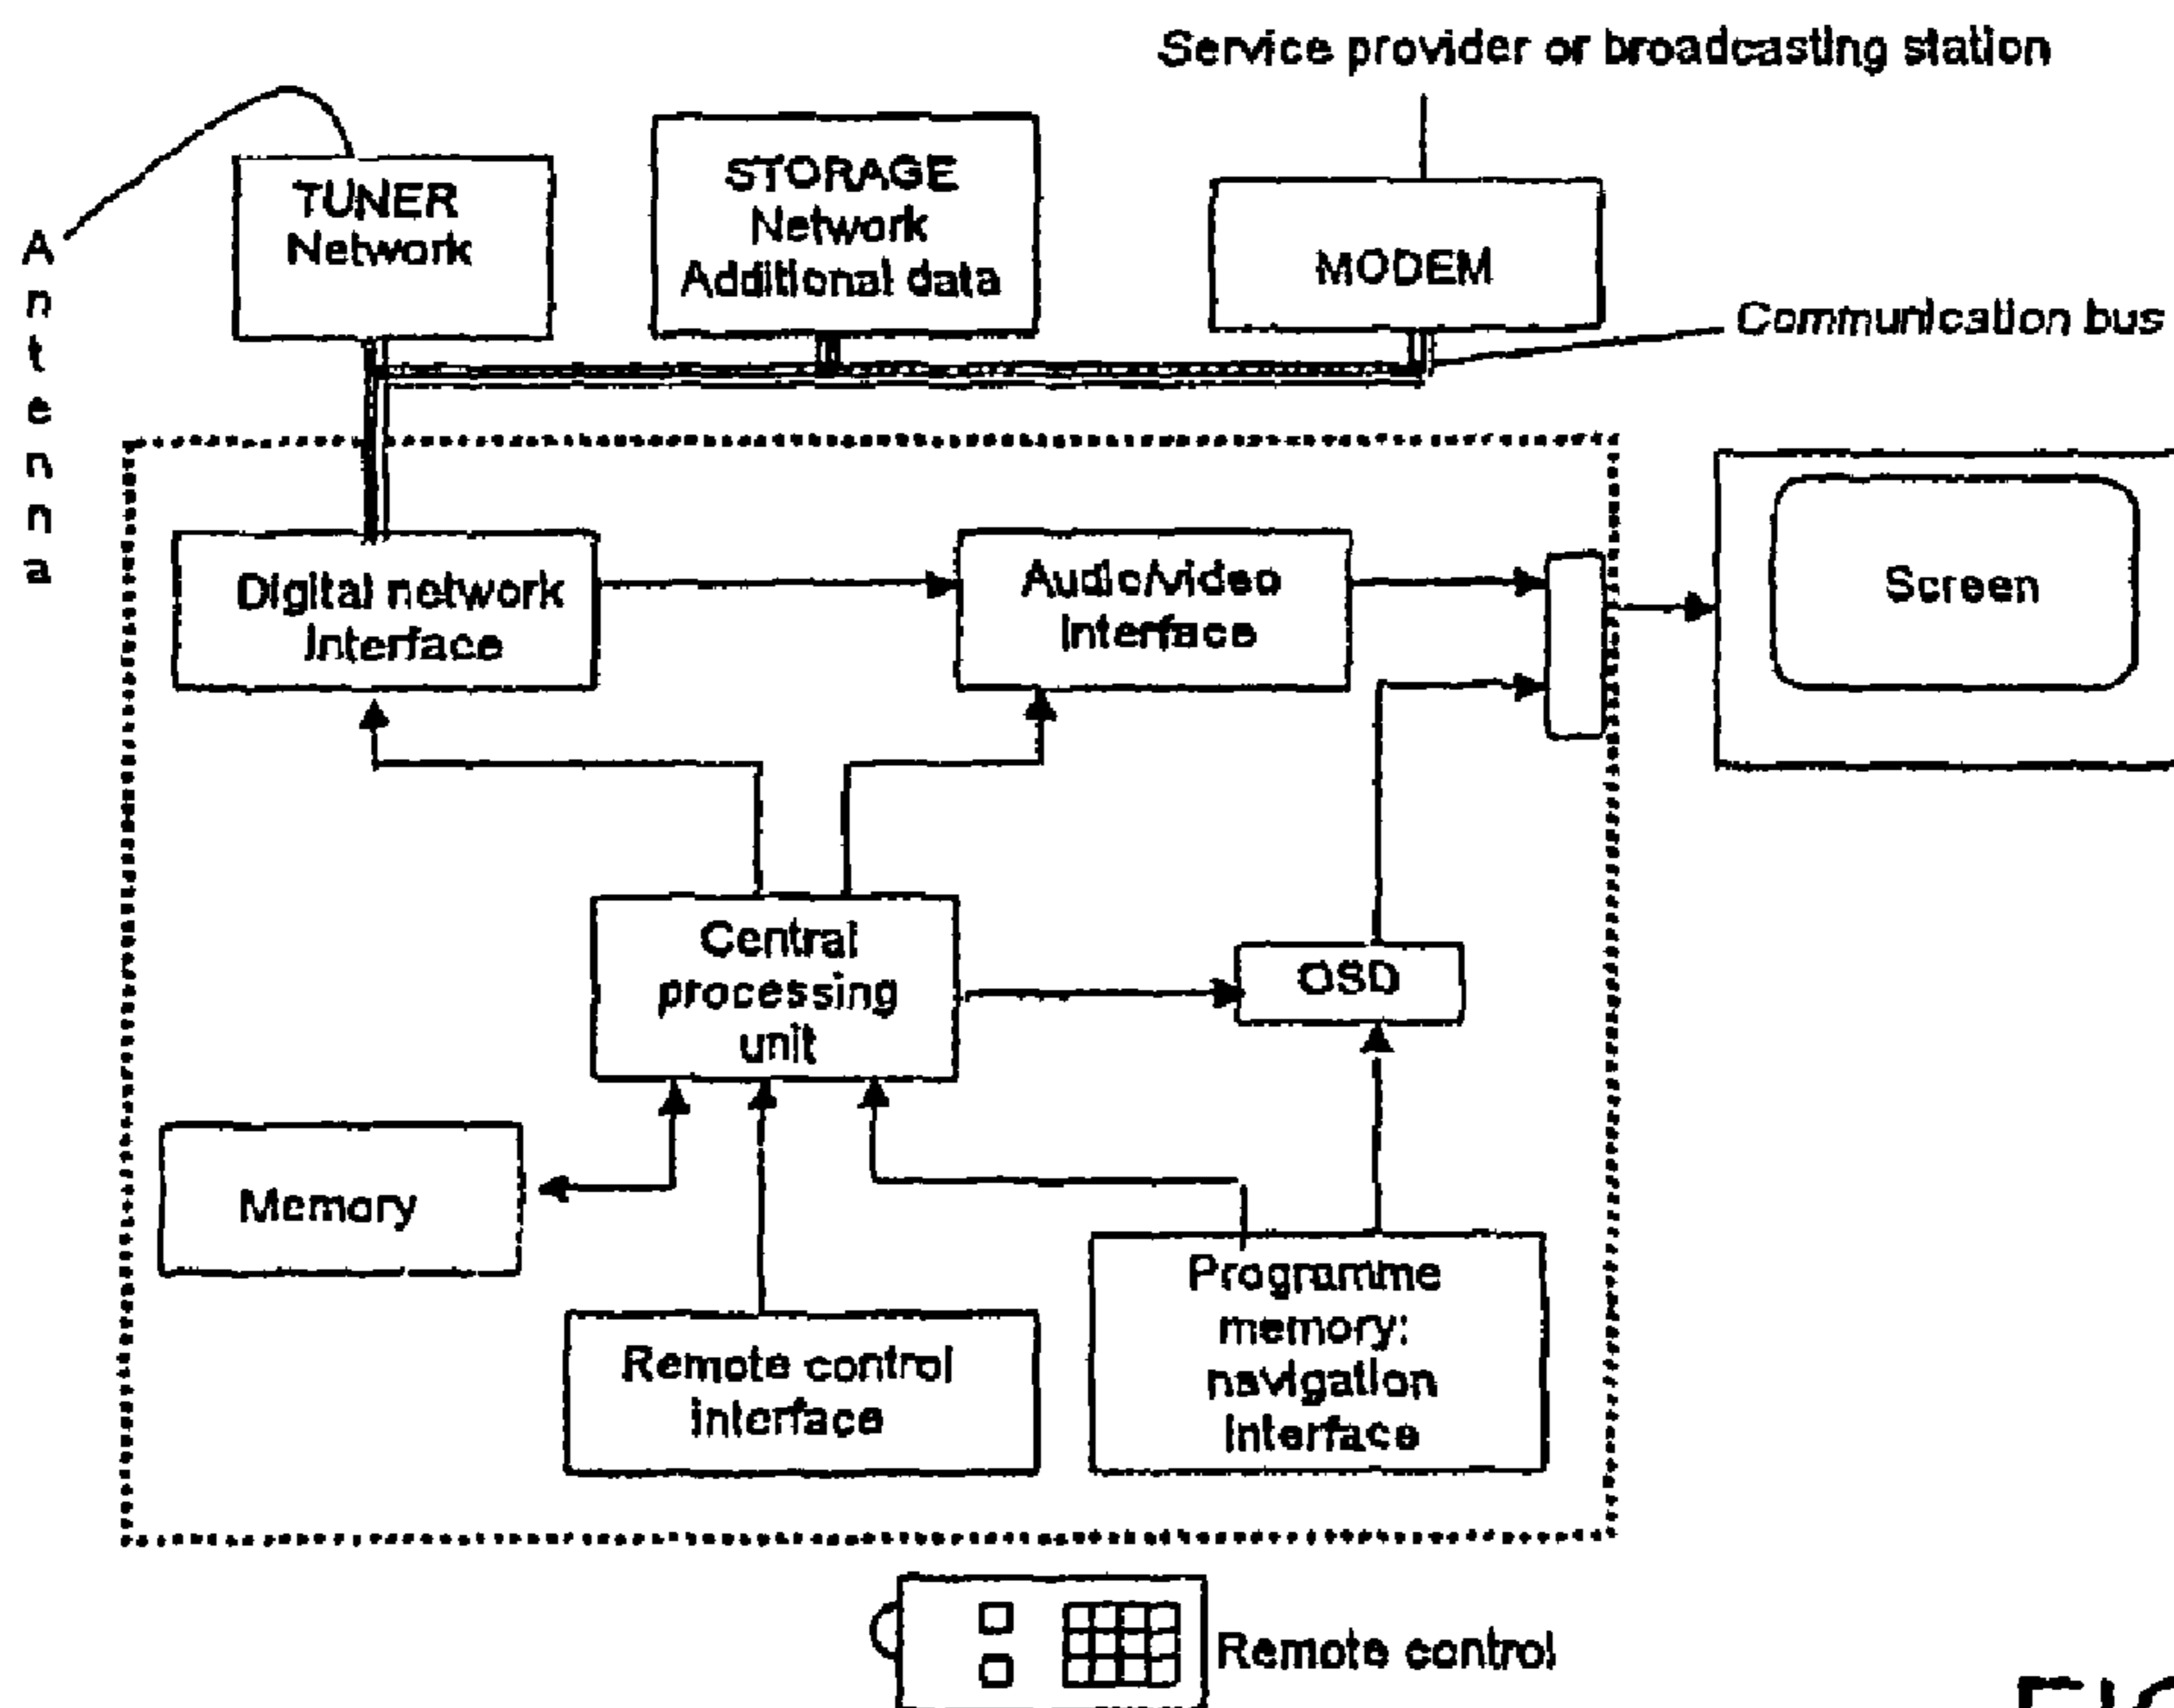 Service provider or broadcasting station
Antenna
TUNER
Network
STORAGE
Network
Additional data
MODEM
Communication bus
Digital network
Interface
Audio/video
Interface
Screen
Central
processing
unit
OSD
Memory
Remote control
interface
Programme
memory:
navigation
Interface
Remote control